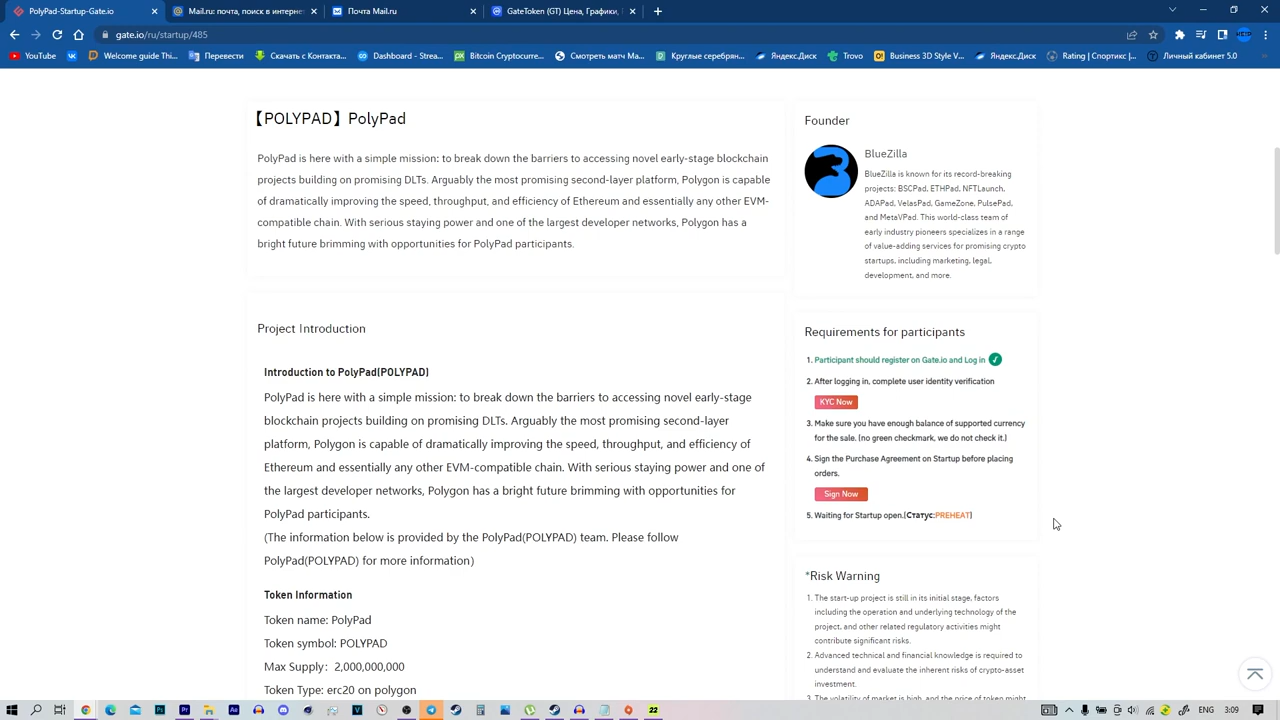 PolyPad-Startup-Gate.io
Mail.ru: почта, поиск в интернет
Почта Mail.ru
GateToken (GT) Цена, Графики,
gate.io/ru/startup/485
YouTube
Welcome guide Thi...
Перевести
Скачать с Контакта...
Dashboard - Strea...
Bitcoin Cryptocurre...
Смотреть матч Ma...
Круглые серебряны...
Яндекс.Диск
Trovo
Business 3D Style V...
Яндекс.Диск
Rating | Спортикс |...
Личный кабинет 5.0
【POLYPAD】PolyPad
PolyPad is here with a simple mission: to break down the barriers to accessing novel early-stage blockchain
projects building on promising DLTs. Arguably the most promising second-layer platform, Polygon is capable
of dramatically improving the speed, throughput, and efficiency of Ethereum and essentially any other EVM-
compatible chain. With serious staying power and one of the largest developer networks, Polygon has a
bright future brimming with opportunities for PolyPad participants.
Project Introduction
Introduction to PolyPad(POLYPAD)
PolyPad is here with a simple mission: to break down the barriers to accessing novel early-stage
blockchain projects building on promising DLTs. Arguably the most promising second-layer
platform, Polygon is capable of dramatically improving the speed, throughput, and efficiency of
Ethereum and essentially any other EVM-compatible chain. With serious staying power and one of
the largest developer networks, Polygon has a bright future brimming with opportunities for
PolyPad participants.
(The information below is provided by the PolyPad(POLYPAD) team. Please follow
PolyPad(POLYPAD) for more information)
Token Information
Token name: PolyPad
Token symbol: POLYPAD
Max Supply: 2,000,000,000
Token Type: erc20 on polygon
Founder
BlueZilla
BlueZilla is known for its record-breaking
projects: BSCPad, ETHPad, NFTLaunch,
ADAPad, VelasPad, GameZone, PulsePad,
and MetaVPad. This world-class team of
early industry pioneers specializes in a range
of value-adding services for promising crypto
startups, including marketing, legal,
development, and more.
Requirements for participants
1. Participant should register on Gate.io and Log in
2. After logging in, complete user identity verification
KYC Now
3. Make sure you have enough balance of supported currency
for the sale. (no green checkmark, we do not check it.)
4. Sign the Purchase Agreement on Startup before placing
orders.
Sign Now
5. Waiting for Startup open.(Статус:PREHEAT)
*Risk Warning
1. The start-up project is still in its initial stage, factors
including the operation and underlying technology of the
project, and other related regulatory activities might
contribute significant risks.
2. Advanced technical and financial knowledge is required to
understand and evaluate the inherent risks of crypto-asset
investment.
3. The volatility of market is high, and the price of token might
22
ENG
3:09